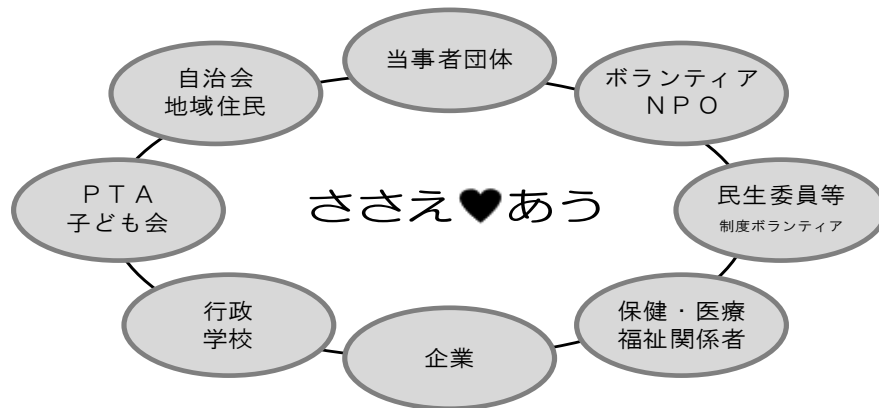 当事者団体
自治会
地域住民
ボランティア
ＮＰＯ
ＰＴＡ
子ども会
ささえ♥あう
民生委員等
制度ボランティア
行政
学校
企業
保健・医療
福祉関係者